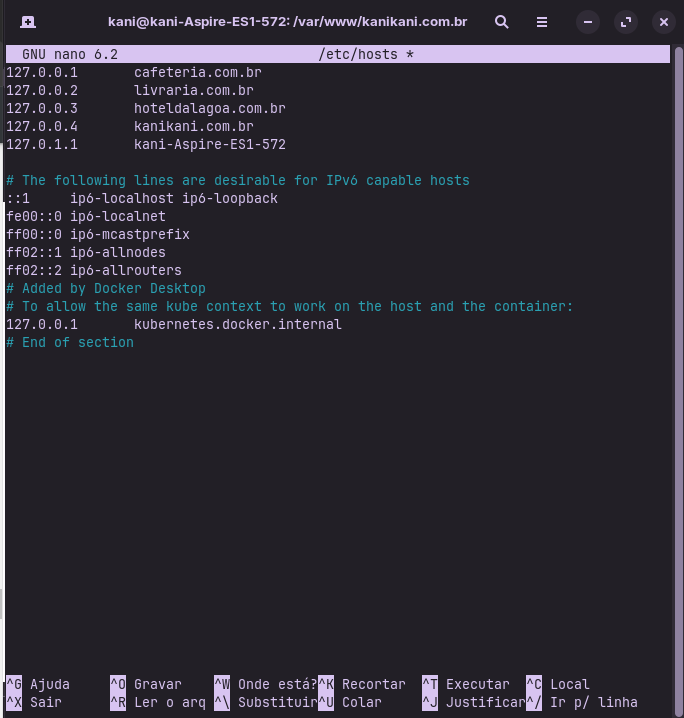 kani@kani-Aspire-ES1-572: /var/www/kanikani.com.br
GNU nano 6.2 /etc/hosts *
127.0.0.1 cafeteria.com.br
127.0.0.2 livraria.com.br
127.0.0.3 hoteldalagoa.com.br
127.0.0.4 kanikani.com.br
127.0.1.1 kani-Aspire-ES1-572
# The following lines are desirable for IPv6 capable hosts
::1 ip6-localhost ip6-loopback
fe00::0 ip6-localnet
ff00::0 ip6-mcastprefix
ff02::1 ip6-allnodes
ff02::2 ip6-allrouters
# Added by Docker Desktop
# To allow the same kube context to work on the host and the container:
127.0.0.1 kubernetes.docker.internal
# End of section
^G Ajuda ^O Gravar ^W Onde está? ^K Recortar ^T Executar ^C Local
^X Sair ^R Ler o arq ^\ Substituir ^U Colar ^J Justificar ^/ Ir p/ linha